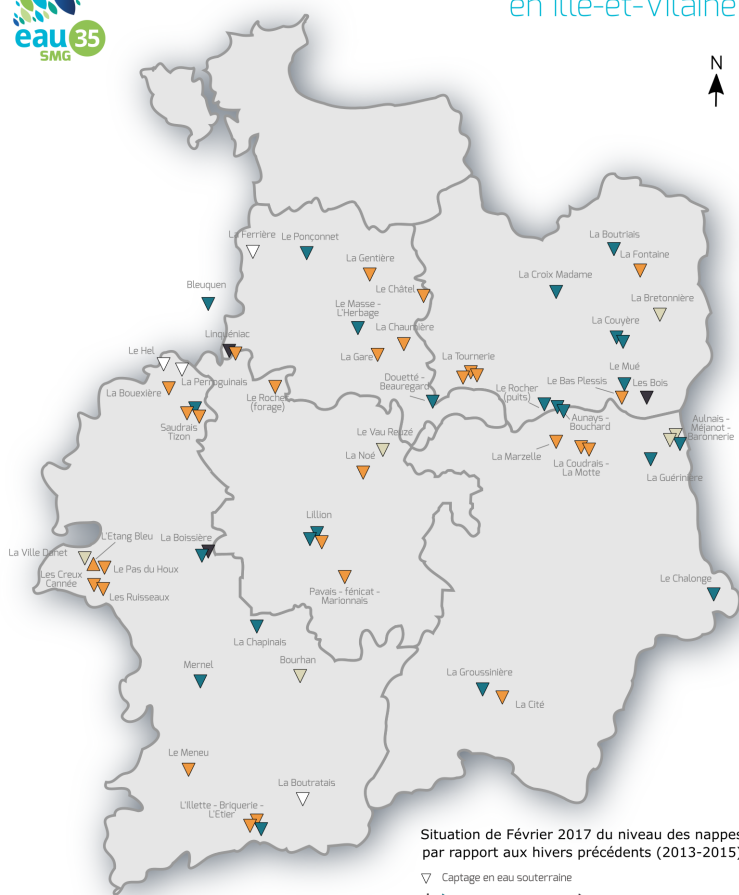 en Ille-et-Vilaine
eau 35
SMG
N
La Ferrière
Le Ponçonnet
La Boutriais
La Gentière
La Fontaine
La Croix Madame
Bleuquen
Le Châtel
Le Masse -
L'Herbage
La Bretonnière
La Couyère
Linquéniac
La Chaumière
Le Hel
La Gare
La Tournerie
Le Mué
La Perroguinais
Douetté -
Beauregard
Le Bas Plessis
Les Bois
La Bouexière
Le Rocher
(forage)
Le Rocher
(puits)
Aunays -
Bouchard
Aulnais -
Méjanot -
Baronnerie
Saudrais
Tizon
Le Vau Reuzé
La Noé
La Marzelle
La Coudrais -
La Motte
La Guérinière
Lillion
L'Etang Bleu
La Boissière
La Ville Danet
Le Pas du Houx
Les Creux
Cannée
Les Ruisseaux
Pavais - fénicat -
Marionnais
Le Chalonge
La Chapinais
Mernel
Bourhan
La Groussinière
La Cité
Le Meneu
La Boutratais
L'Illette - Briquerie -
L'Etier
Situation de Février 2017 du niveau des nappes
par rapport aux hivers précédents (2013-2015)
Captage en eau souterraine